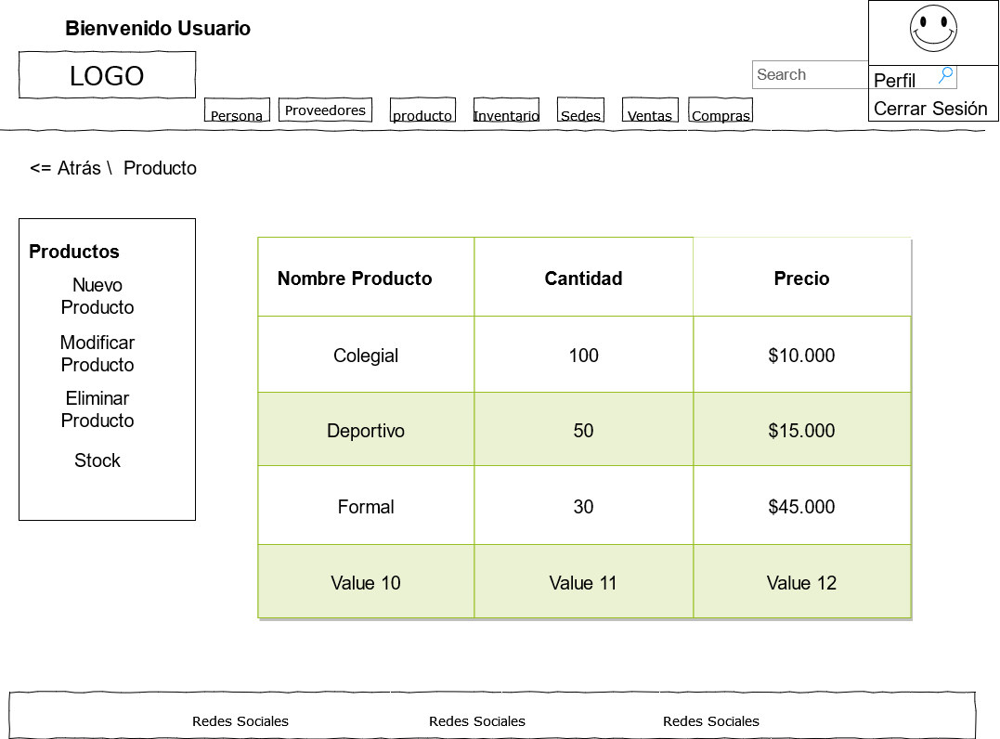 Bienvenido Usuario
LOGO
Search
Perfil
Cerrar Sesión
Persona
Proveedores
producto
Inventario
Sedes
Ventas
Compras
<= Atrás \ Producto
Productos
Nuevo
Producto
Modificar
Producto
Eliminar
Producto
Stock
Nombre Producto Cantidad Precio
Colegial 100 $10.000
Deportivo 50 $15.000
Formal 30 $45.000
Value 10 Value 11 Value 12
Redes Sociales Redes Sociales Redes Sociales